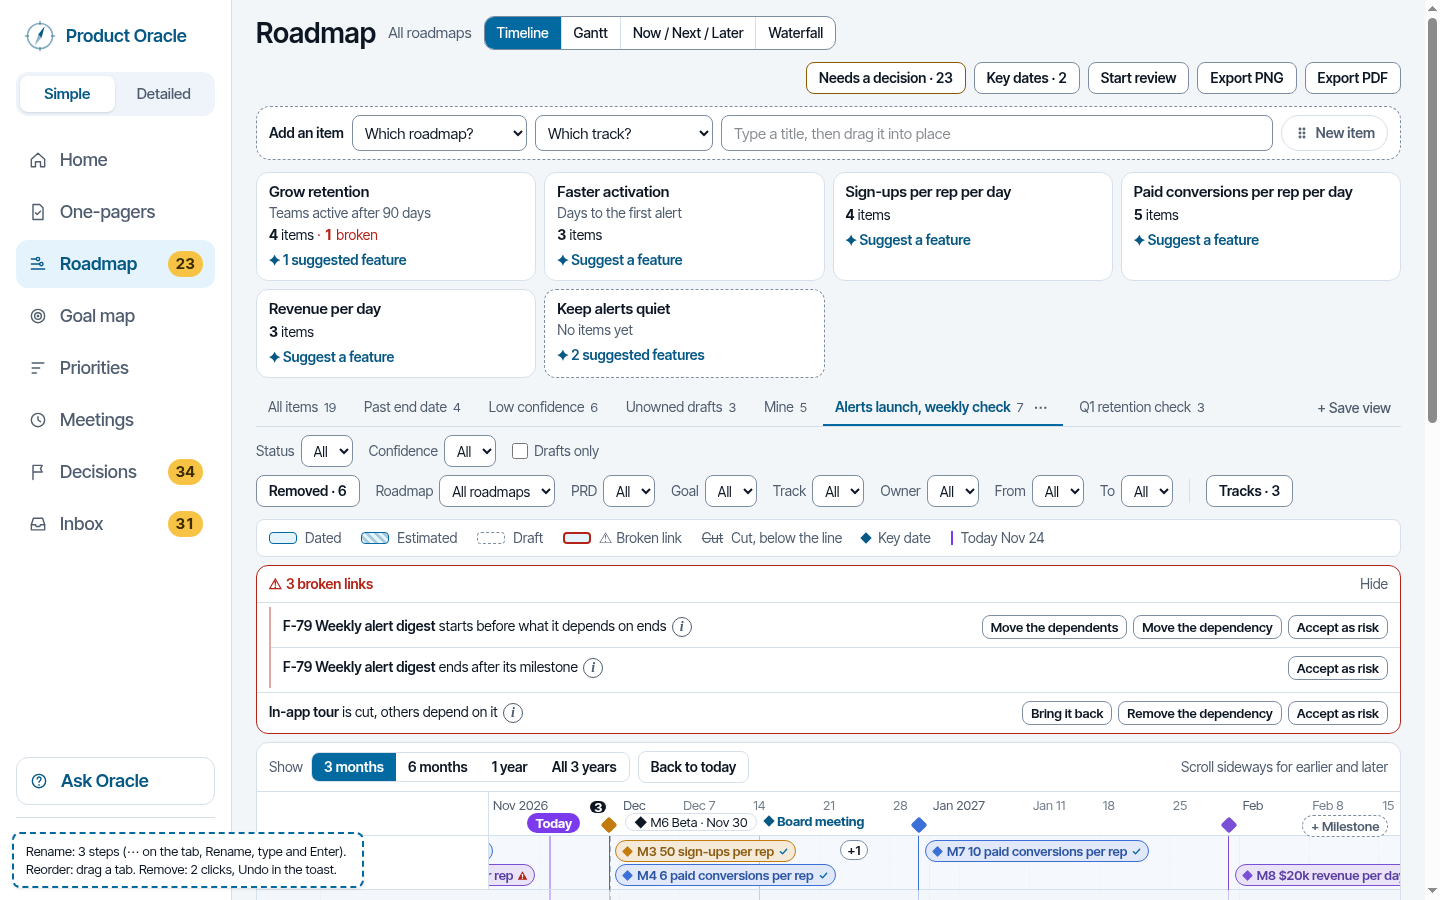 Product Oracle
Simple Detailed
Home
One-pagers
Roadmap 23
Goal map
Priorities
Meetings
Decisions 34
Inbox 31
Ask Oracle
Rename: 3 steps (··· on the tab, Rename, type and Enter).
Reorder: drag a tab. Remove: 2 clicks, Undo in the toast.
Roadmap All roadmaps Timeline Gantt Now / Next / Later Waterfall
Needs a decision · 23 Key dates · 2 Start review Export PNG Export PDF
Add an item Which roadmap? Which track? Type a title, then drag it into place New item
Grow retention
Teams active after 90 days
4 items · 1 broken
1 suggested feature
Faster activation
Days to the first alert
3 items
Suggest a feature
Sign-ups per rep per day
4 items
Suggest a feature
Paid conversions per rep per day
5 items
Suggest a feature
Revenue per day
3 items
Suggest a feature
Keep alerts quiet
No items yet
2 suggested features
All items 19 Past end date 4 Low confidence 6 Unowned drafts 3 Mine 5 Alerts launch, weekly check 7 ··· Q1 retention check 3 + Save view
Status All Confidence All Drafts only
Removed · 6 Roadmap All roadmaps PRD All Goal All Track All Owner All From All To All Tracks · 3
Dated Estimated Draft ⚠ Broken link Cut Cut, below the line Key date Today Nov 24
⚠ 3 broken links Hide
F-79 Weekly alert digest starts before what it depends on ends i Move the dependents Move the dependency Accept as risk
F-79 Weekly alert digest ends after its milestone i Accept as risk
In-app tour is cut, others depend on it i Bring it back Remove the dependency Accept as risk
Show 3 months 6 months 1 year All 3 years Back to today Scroll sideways for earlier and later
Nov 2026 3 Dec Dec 7 14 21 28 Jan 2027 Jan 11 18 25 Feb Feb 8 15
Today M6 Beta · Nov 30 Board meeting + Milestone
M3 50 sign-ups per rep ✓ +1 M7 10 paid conversions per rep ✓
rep ⚠ M4 6 paid conversions per rep ✓ M8 $20k revenue per day